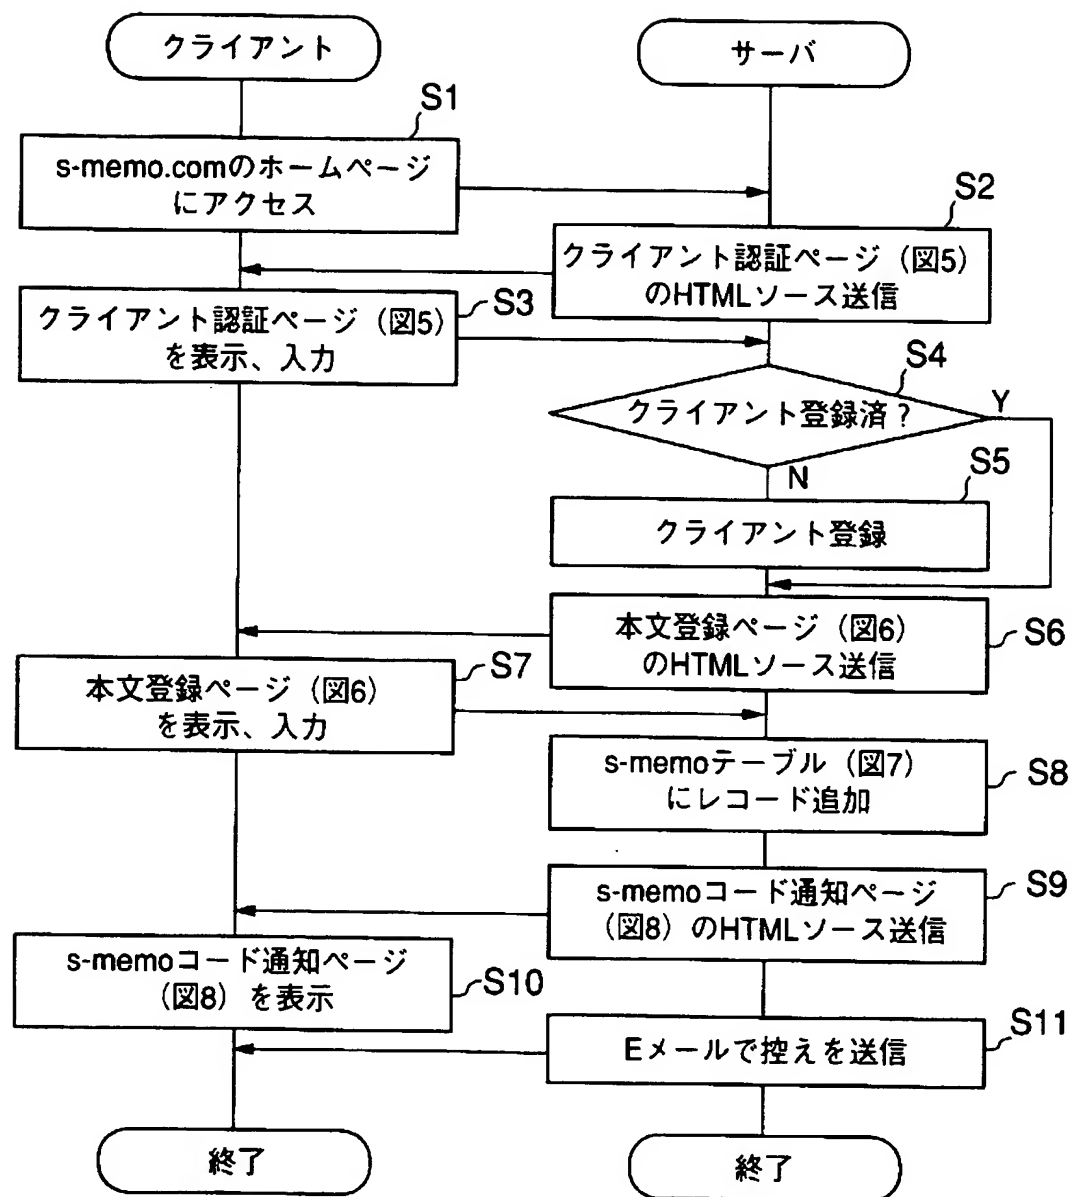 クライアント
サーバ
S1
s-memo.comのホームページ
にアクセス
S2
クライアント認証ページ（図5）
のHTMLソース送信
S3
クライアント認証ページ（図5）
を表示、入力
S4
クライアント登録済？
Y
N
S5
クライアント登録
S6
本文登録ページ（図6）
のHTMLソース送信
S7
本文登録ページ（図6）
を表示、入力
S8
s-memoテーブル（図7）
にレコード追加
S9
s-memoコード通知ページ
（図8）のHTMLソース送信
S10
s-memoコード通知ページ
（図8）を表示
S11
Eメールで控えを送信
終了
終了